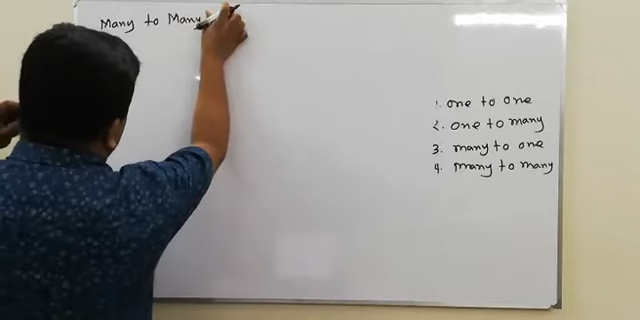 Many to Many
1. one to one
2. one to many
3. many to one
4. many to many